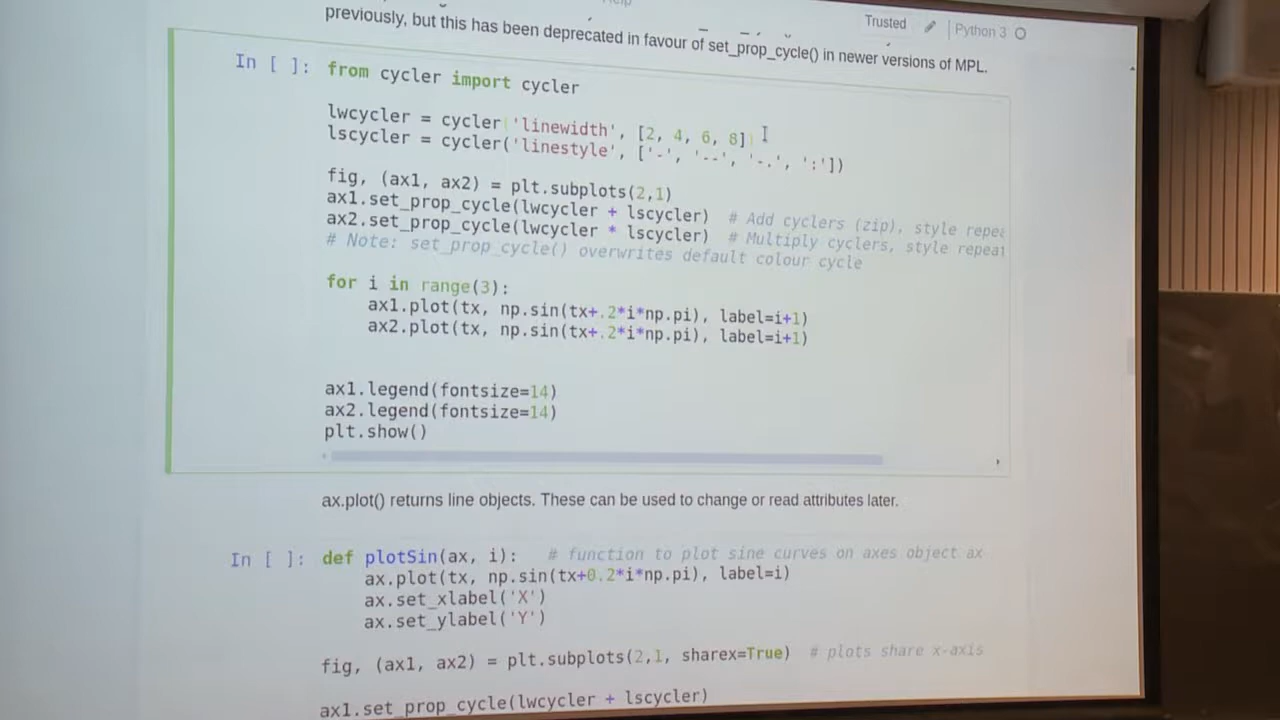 Trusted
Python 3
previously, but this has been deprecated in favour of set_prop_cycle() in newer versions of MPL.
In [ ]: from cycler import cycler
lwcycler = cycler('linewidth', [2, 4, 6, 8])
lscycler = cycler('linestyle', ['-', '--', '-.', ':'])
fig, (ax1, ax2) = plt.subplots(2,1)
ax1.set_prop_cycle(lwcycler + lscycler)  # Add cyclers (zip), style repea
ax2.set_prop_cycle(lwcycler * lscycler)  # Multiply cyclers, style repeat
# Note: set_prop_cycle() overwrites default colour cycle
for i in range(3):
    ax1.plot(tx, np.sin(tx+.2*i*np.pi), label=i+1)
    ax2.plot(tx, np.sin(tx+.2*i*np.pi), label=i+1)
ax1.legend(fontsize=14)
ax2.legend(fontsize=14)
plt.show()
ax.plot() returns line objects. These can be used to change or read attributes later.
In [ ]: def plotSin(ax, i):   # function to plot sine curves on axes object ax
    ax.plot(tx, np.sin(tx+0.2*i*np.pi), label=i)
    ax.set_xlabel('X')
    ax.set_ylabel('Y')
fig, (ax1, ax2) = plt.subplots(2,1, sharex=True)  # plots share x-axis
ax1.set_prop_cycle(lwcycler + lscycler)